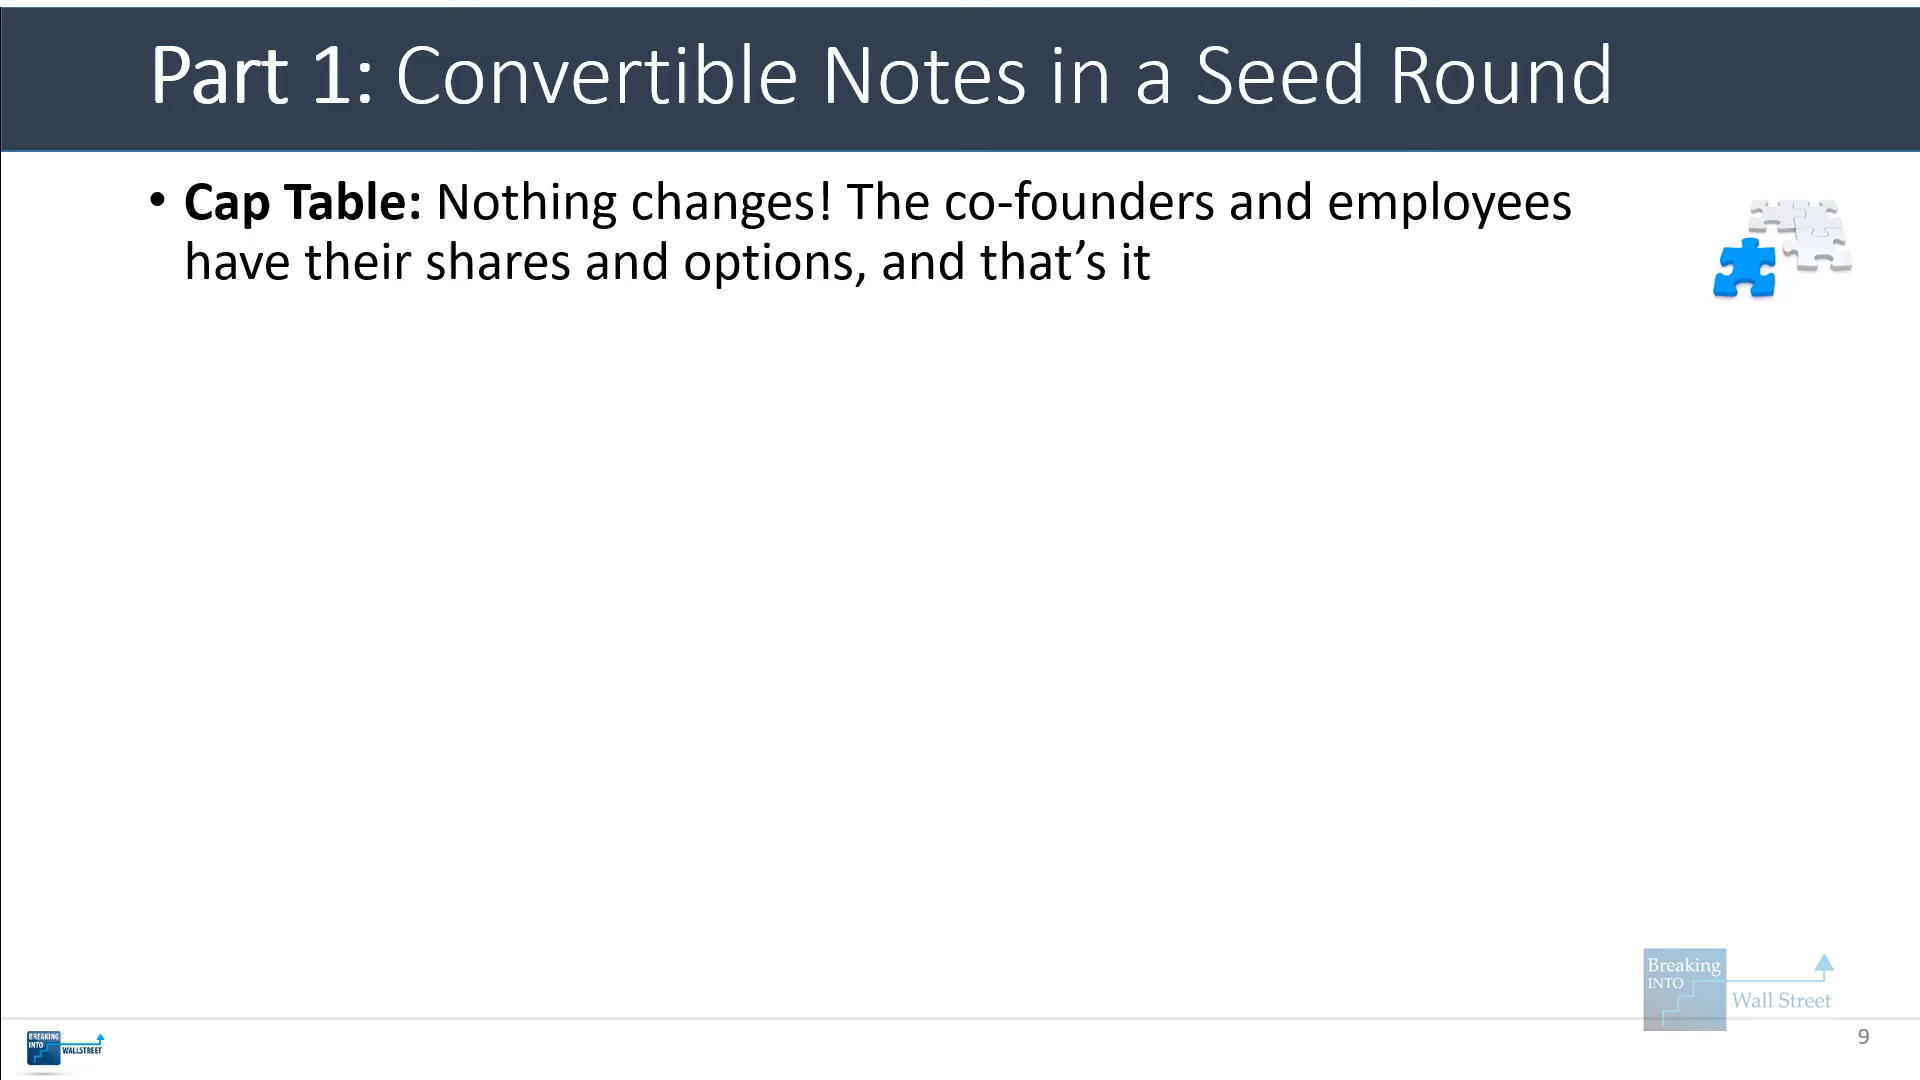 Part 1: Convertible Notes in a Seed Round
• Cap Table: Nothing changes! The co-founders and employees
have their shares and options, and that’s it
Breaking
INTO
Wall Street
BREAKING
INTO
WALLSTREET
9